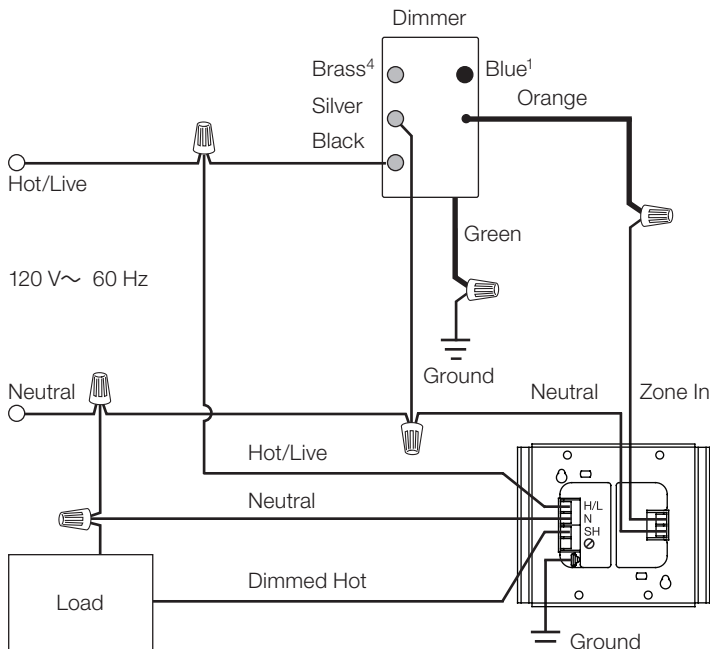 Dimmer
Brass⁴
Blue¹
Orange
Silver
Black
Hot/Live
Green
120 V~ 60 Hz
Ground
Neutral
Neutral
Zone In
Hot/Live
H/L
N
SH
Neutral
Dimmed Hot
Load
Ground